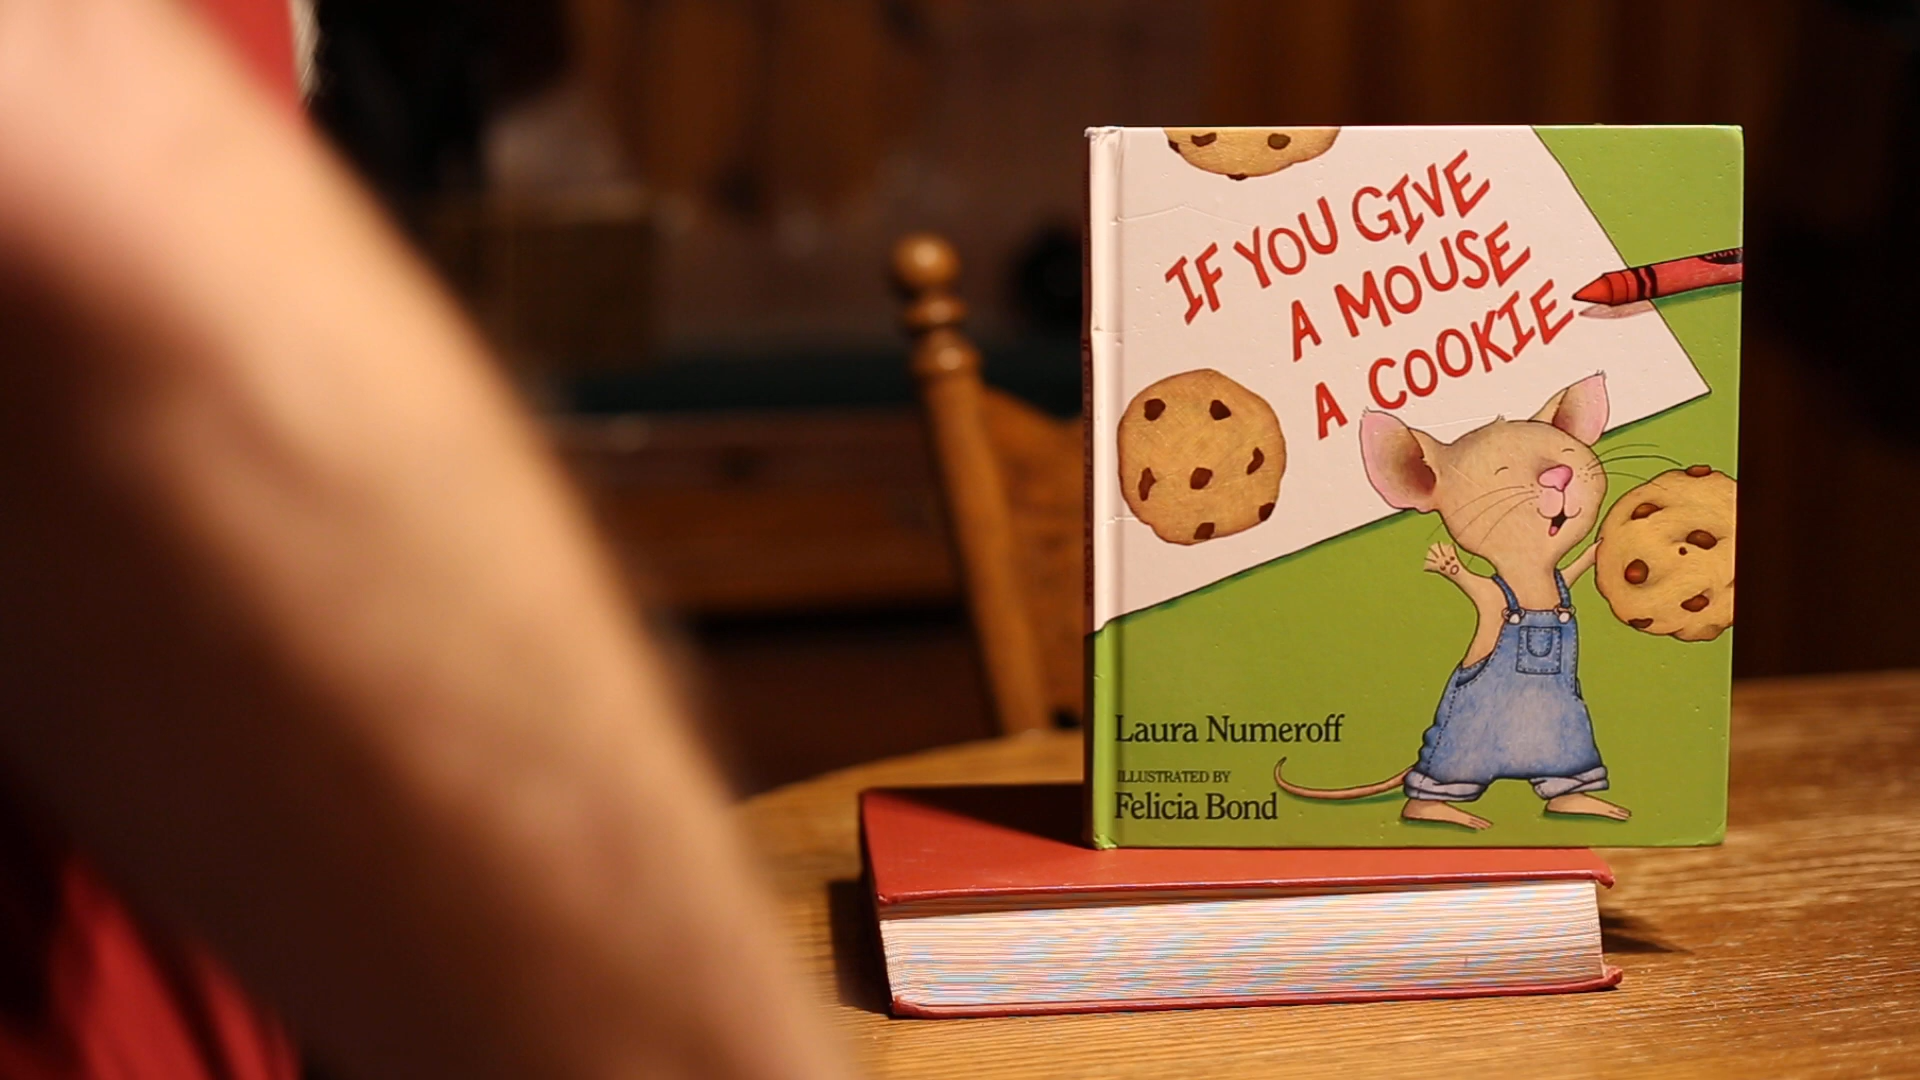 IF YOU GIVE
A MOUSE
A COOKIE
Laura Numeroff
ILLUSTRATED BY
Felicia Bond